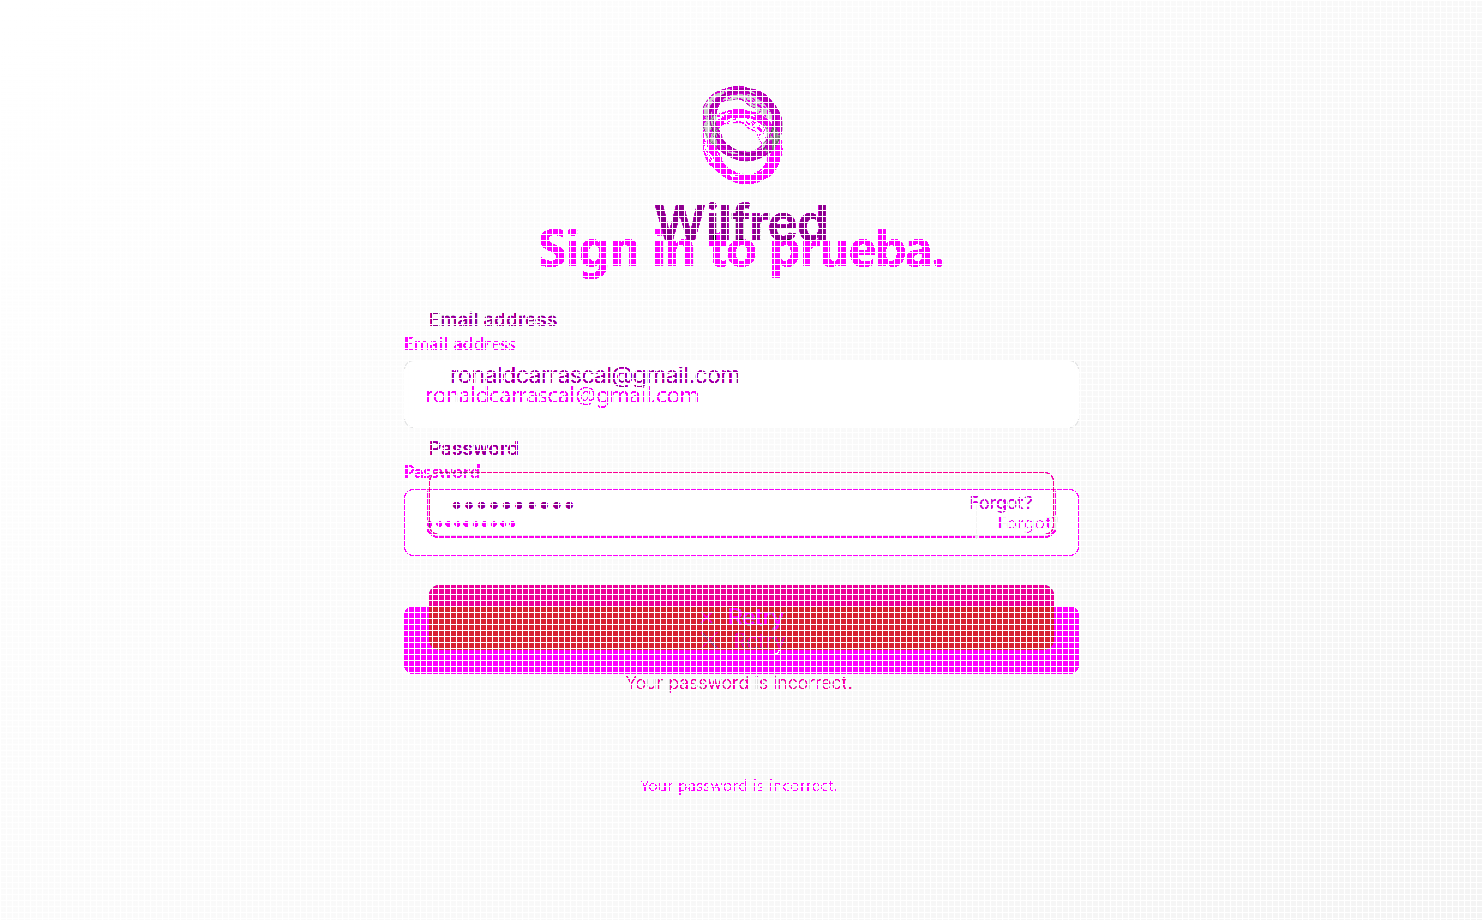 Wilfred
Sign in to prueba.
Email address
Email address
ronaldcarrascal@gmail.com
ronaldcarrascal@gmail.com
Password
Password
Forgot?
Forgot
Your password is incorrect.
Your password is incorrect.